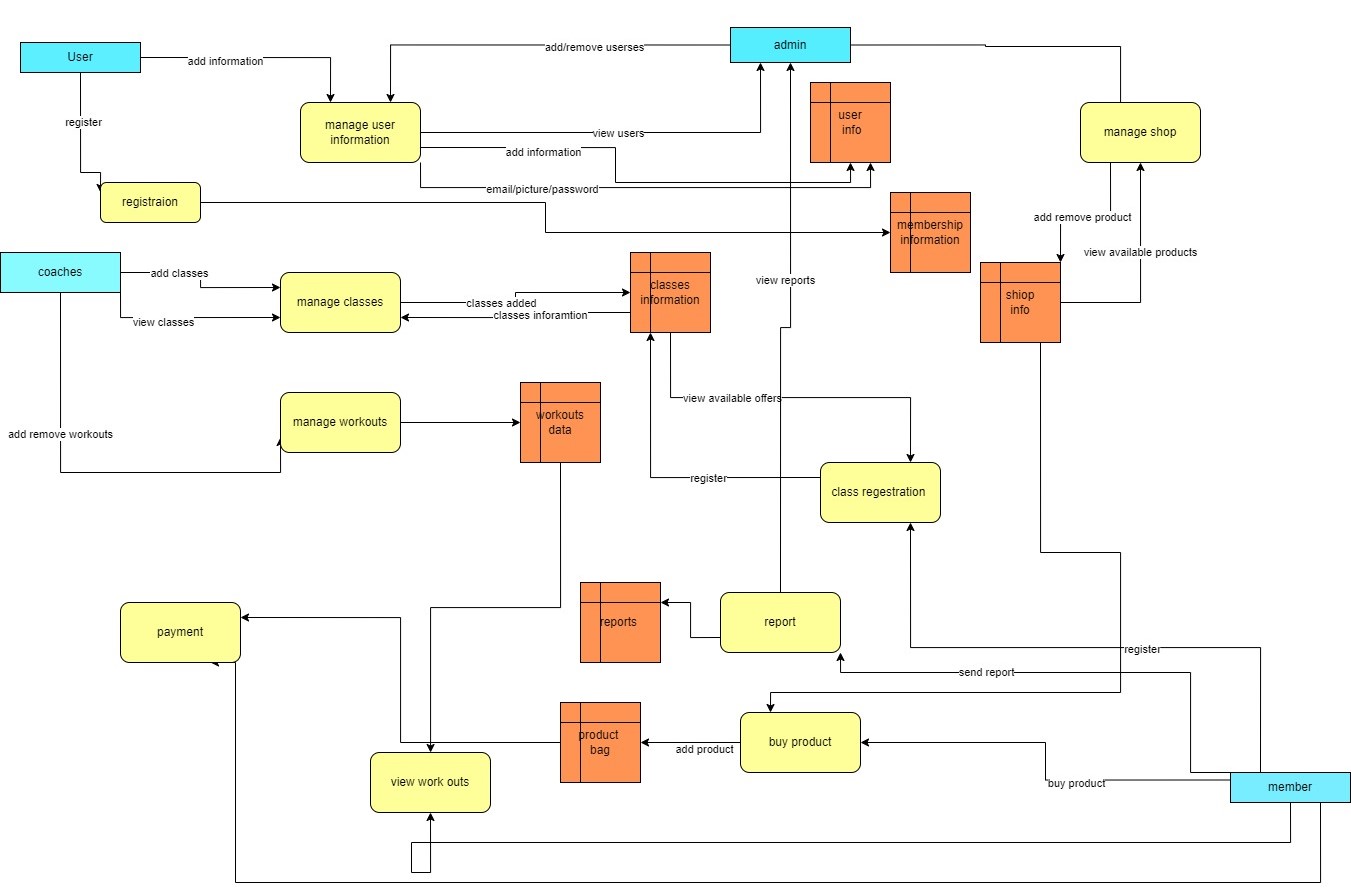 User
add information
add/remove userses
admin
register
manage user
information
view users
add information
email/picture/password
user
info
manage shop
registraion
membership
information
add remove product
view available products
coaches
add classes
view classes
manage classes
classes added
classes inforamtion
classes
information
view reports
shiop
info
add remove workouts
manage workouts
workouts
data
view available offers
register
class regestration
payment
reports
report
register
send report
product
bag
add product
buy product
buy product
view work outs
member